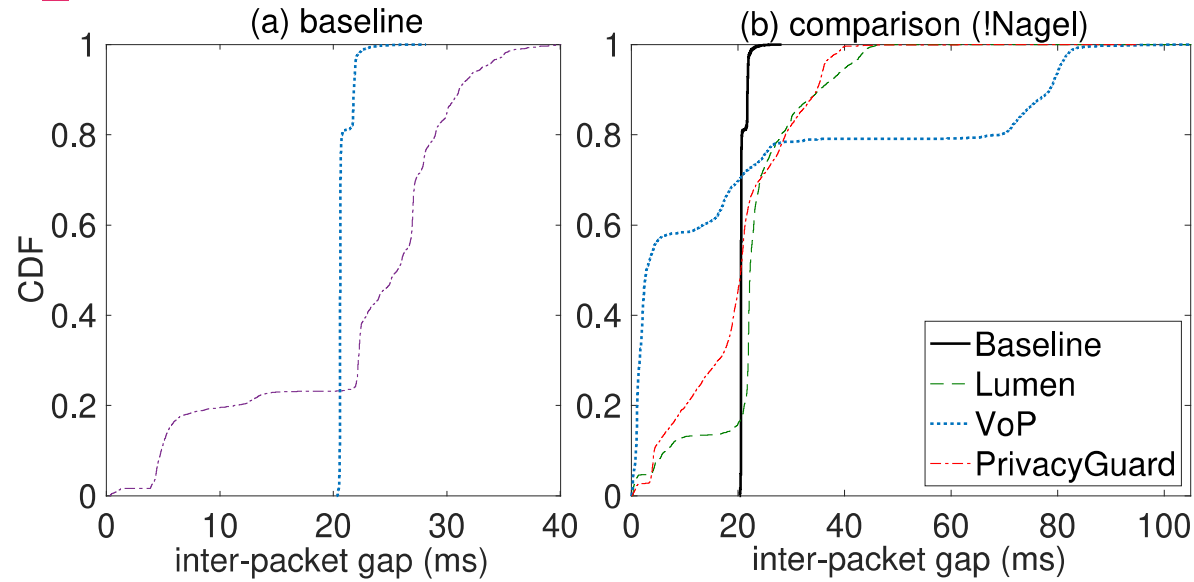 (a) baseline
(b) comparison (!Nagel)
CDF
1
0.8
0.6
0.4
0.2
0
0 10 20 30 40
inter-packet gap (ms)
1
0.8
0.6
0.4
0.2
0
0 20 40 60 80 100
inter-packet gap (ms)
Baseline
Lumen
VoP
PrivacyGuard